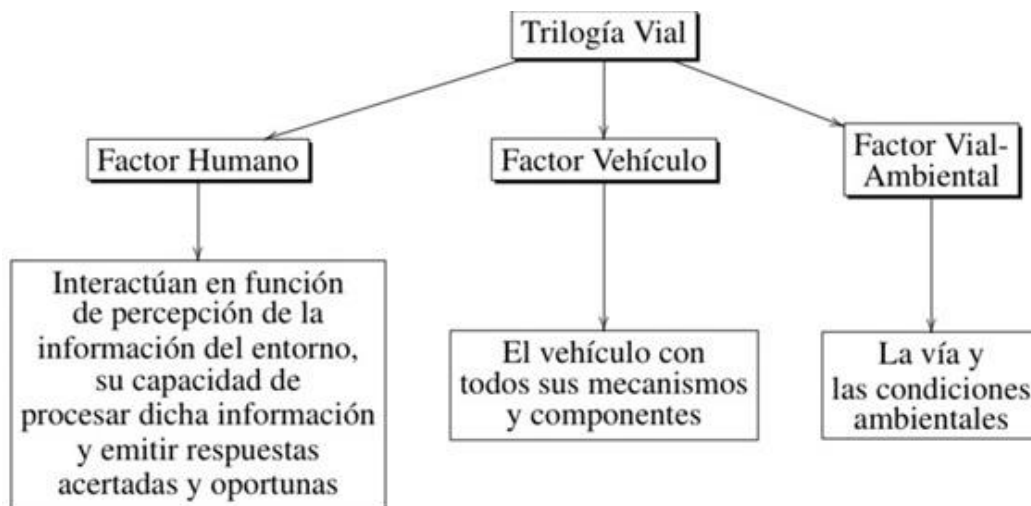 Trilogía Vial
Factor Humano
Factor Vehículo
Factor Vial-
Ambiental
Interactúan en función
de percepción de la
información del entorno,
su capacidad de
procesar dicha información
y emitir respuestas
acertadas y oportunas
El vehículo con
todos sus mecanismos
y componentes
La vía y
las condiciones
ambientales